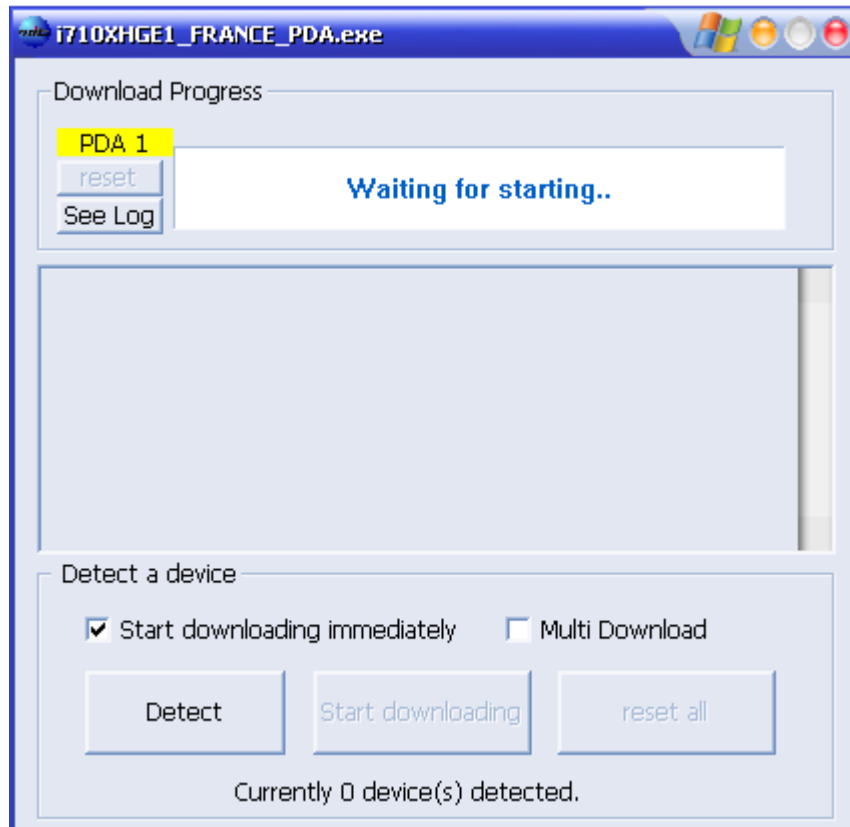 i710XHGE1_FRANCE_PDA.exe
Download Progress
PDA 1
reset
See Log
Waiting for starting..
Detect a device
Start downloading immediately
Multi Download
Detect
Start downloading
reset all
Currently 0 device(s) detected.